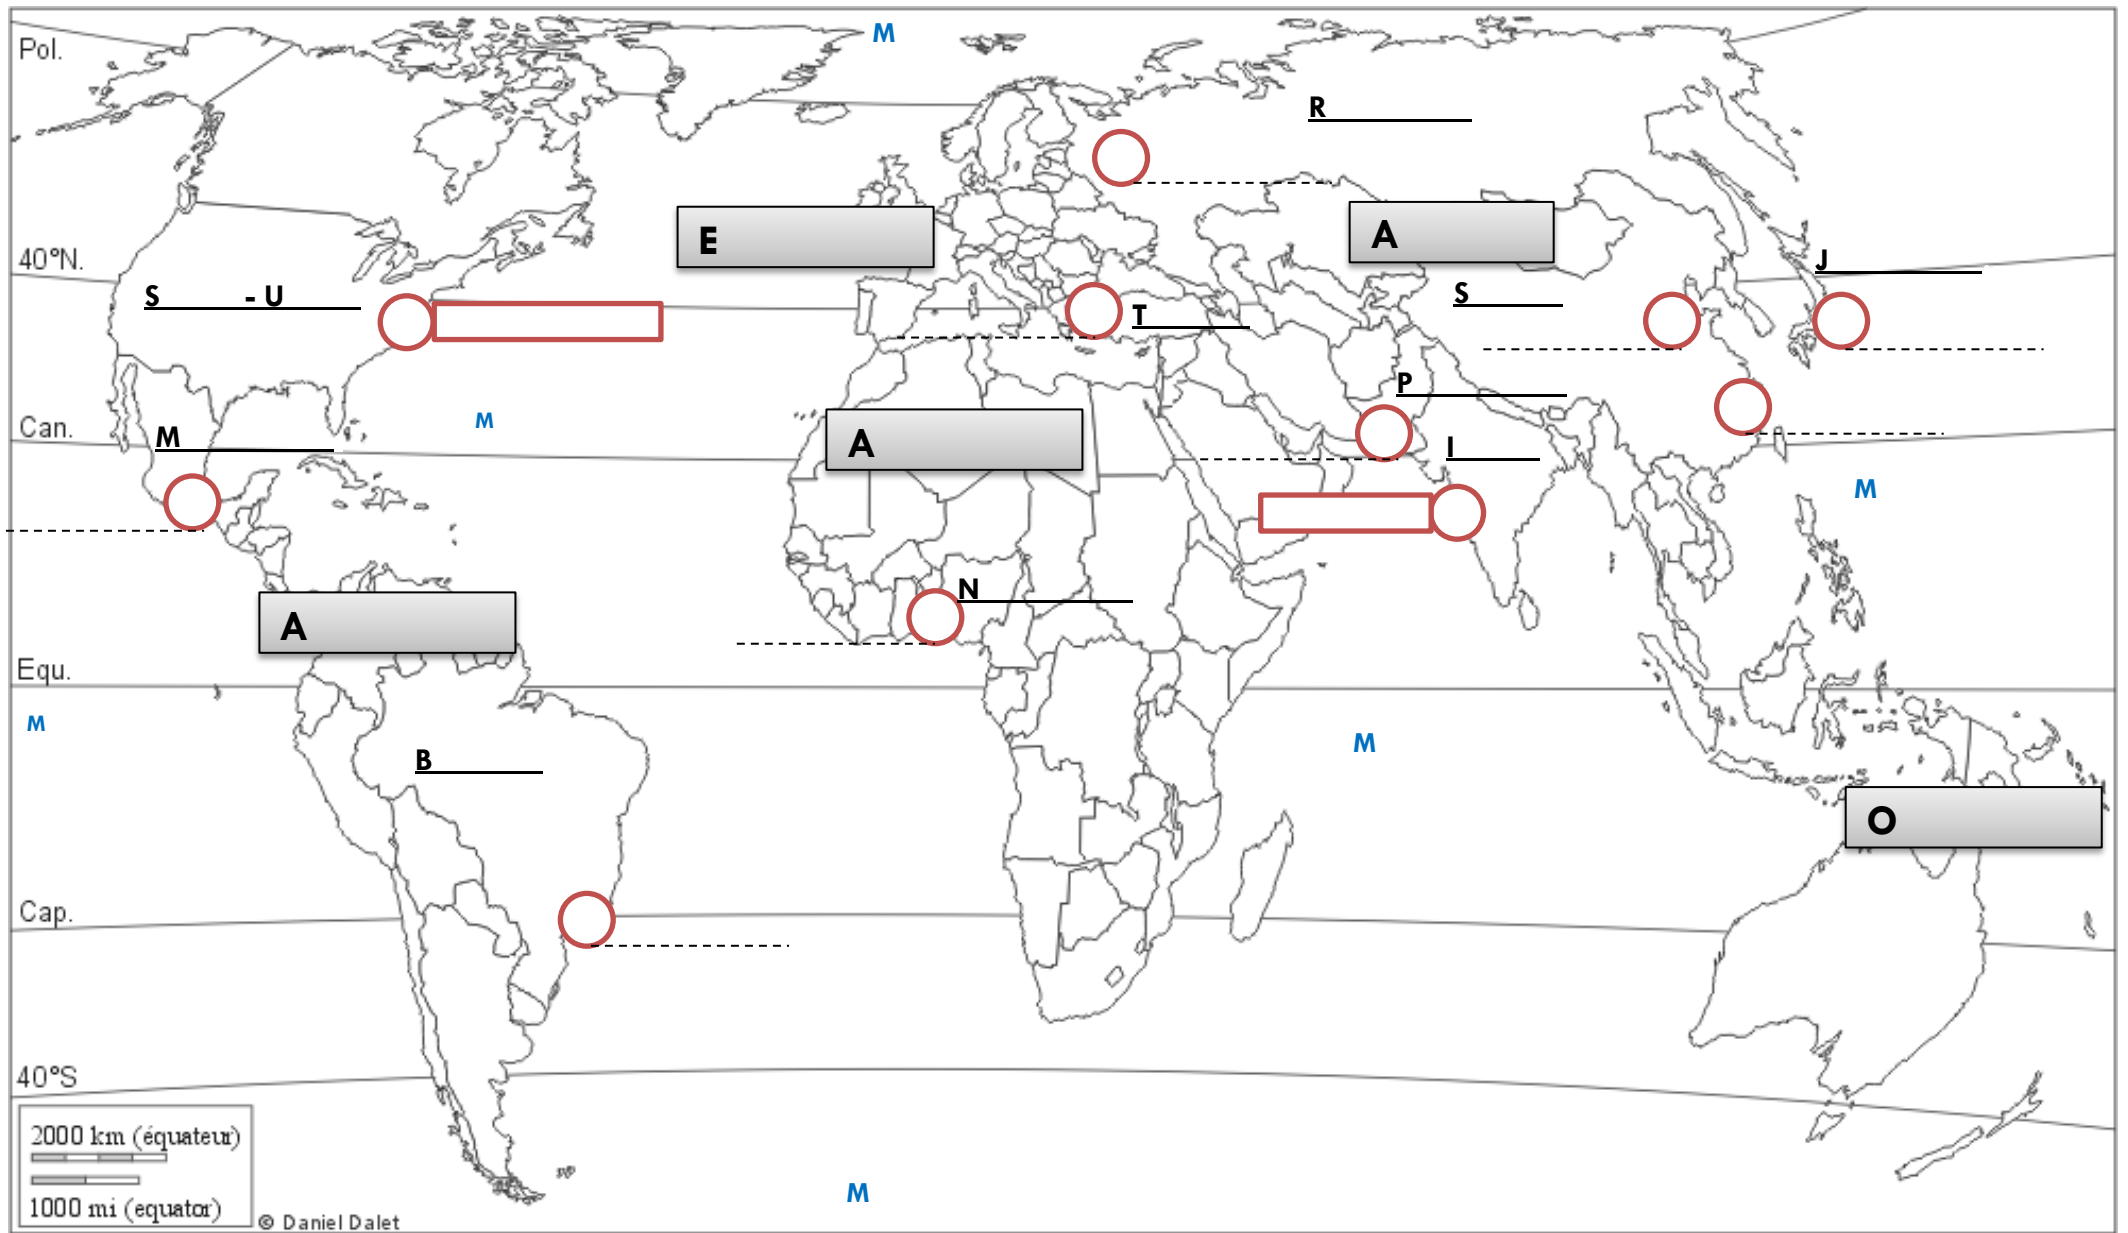 M
Pol.
R
E
A
40°N.
J
S - U
S
T
P
M
Can.
M
A
I
M
N
A
Equ.
M
M
B
O
Cap.
40°S
2000 km (équateur)
1000 mi (equator)
M
© Daniel Dalet